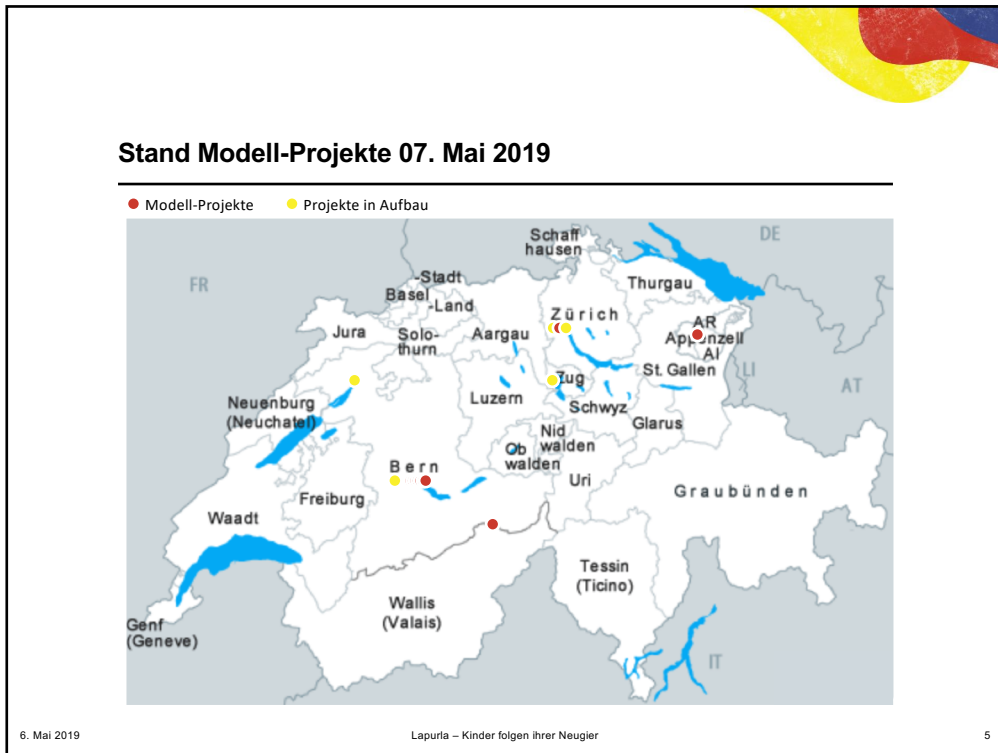 Stand Modell-Projekte 07. Mai 2019
Modell-Projekte
Projekte in Aufbau
FR
DE
Schaff
hausen
-Stadt
Basel
-Land
Thurgau
Jura
Solo-
thurn
Aargau
Zürich
AR
Appenzell
AI
St. Gallen
LI
AT
Luzern
Zug
Schwyz
Glarus
Neuenburg
(Neuchatel)
Nid
walden
Ob
walden
Bern
Uri
Graubünden
Freiburg
Waadt
Tessin
(Ticino)
Wallis
(Valais)
Genf
(Geneve)
IT
6. Mai 2019
Lapurla – Kinder folgen ihrer Neugier
5